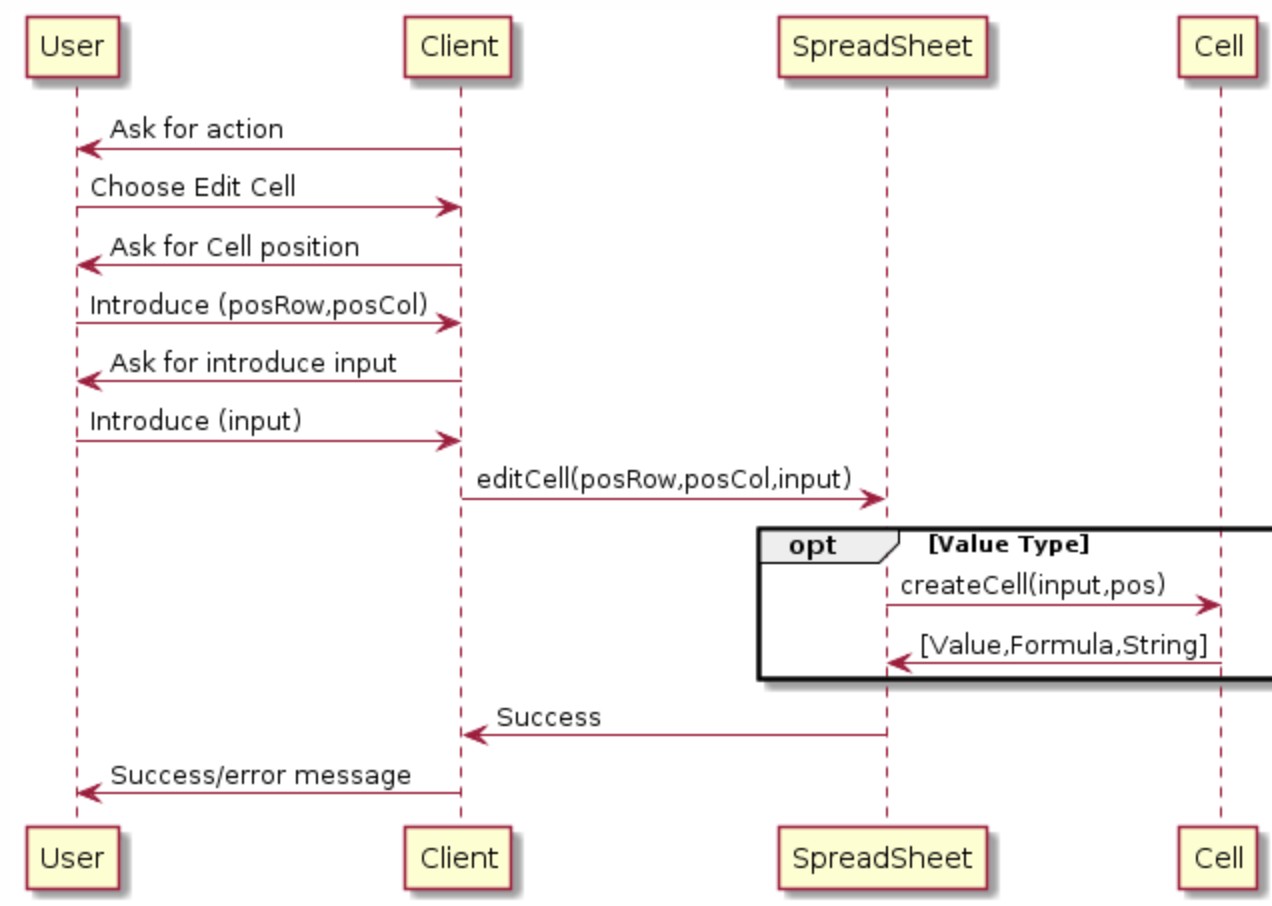 User Client SpreadSheet Cell
Ask for action
Choose Edit Cell
Ask for Cell position
Introduce (posRow,posCol)
Ask for introduce input
Introduce (input)
editCell(posRow,posCol,input)
opt [Value Type]
createCell(input,pos)
[Value,Formula,String]
Success
Success/error message
User Client SpreadSheet Cell